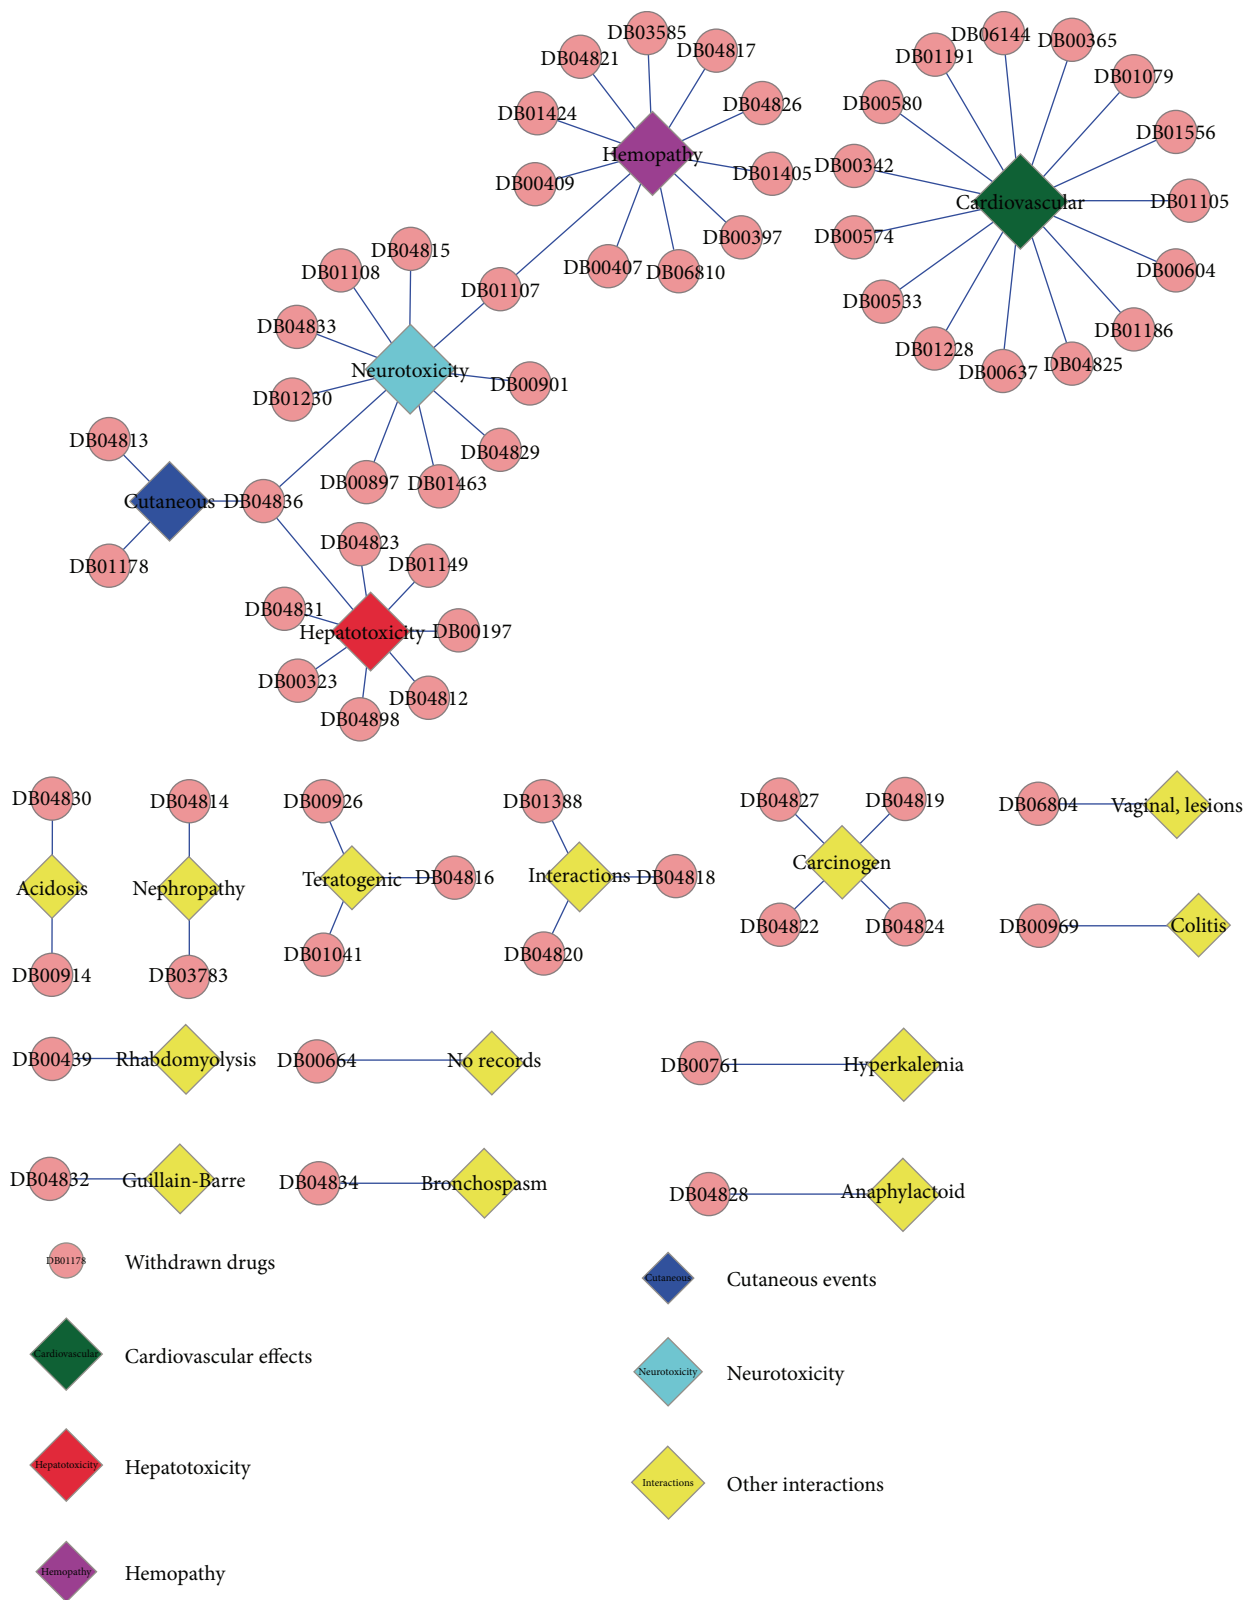 DB03585
DB04821
DB04817
DB01424
DB04826
Hemopathy
DB00409
DB01405
DB00397
DB00407
DB06810
DB06144
DB00365
DB01191
DB01079
DB00580
DB01556
DB00342
Cardiovascular
DB01105
DB00574
DB00604
DB00533
DB01186
DB01228
DB04825
DB00637
DB04815
DB01108
DB01107
DB04833
Neurotoxicity
DB00901
DB01230
DB04829
DB00897
DB01463
DB04813
Cutaneous
DB04836
DB01178
DB04823
DB01149
DB04831
Hepatotoxicity
DB00197
DB00323
DB04812
DB04898
DB04830
Acidosis
DB00914
DB04814
Nephropathy
DB03783
DB00926
Teratogenic
DB04816
DB01041
DB01388
Interactions
DB04818
DB04820
DB04827
DB04819
Carcinogen
DB04822
DB04824
DB06804
Vaginal, lesions
DB00969
Colitis
DB00439
Rhabdomyolysis
DB00664
No records
DB00761
Hyperkalemia
DB04832
Guillain-Barre
DB04834
Bronchospasm
DB04828
Anaphylactoid
DB01178
Withdrawn drugs
Cardiovascular
Cardiovascular effects
Hepatotoxicity
Hepatotoxicity
Hemopathy
Hemopathy
Cutaneous
Cutaneous events
Neurotoxicity
Neurotoxicity
Interactions
Other interactions